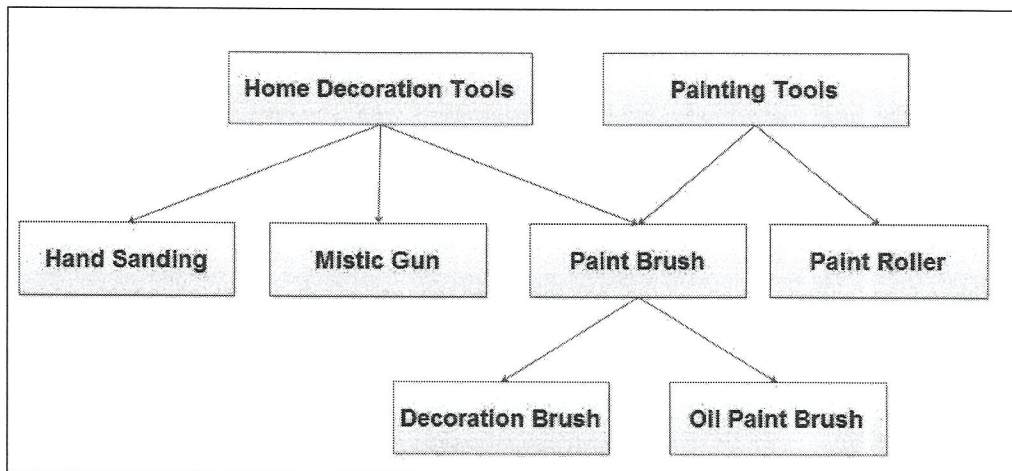 Home Decoration Tools
Painting Tools
Hand Sanding
Mistic Gun
Paint Brush
Paint Roller
Decoration Brush
Oil Paint Brush